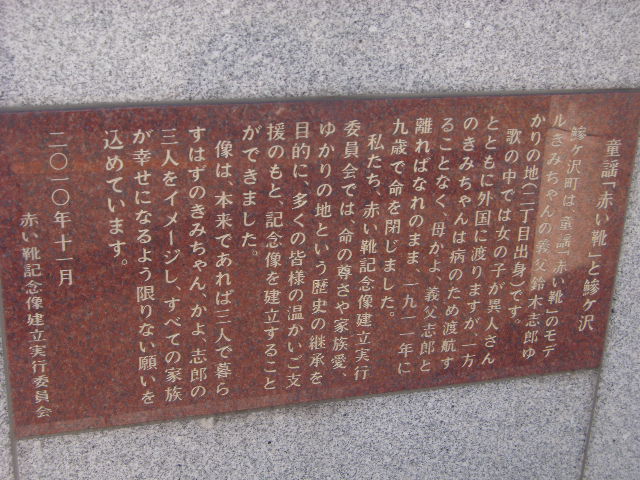 童謡「赤い靴」と鰺ヶ沢
鰺ヶ沢町は、童謡「赤い靴」のモデ
ルきみちゃんの義父鈴木志郎ゆ
かりの地(二丁目出身)です。
歌の中では女の子が異人さん
とともに外国に渡りますが、一方
のきみちゃんは病のため渡航す
ることなく、母かよ、義父志郎と
離ればなれのまま、一九一一年に
九歳で命を閉じました。
私たち、赤い靴記念像建立実行
委員会では、命の尊さや家族愛、
ゆかりの地という歴史の継承を
目的に、多くの皆様の温かいご支
援のもと、記念像を建立すること
ができました。
像は、本来であれば三人で暮ら
すはずのきみちゃん、かよ、志郎の
三人をイメージし、すべての家族
が幸せになるよう限りない願いを
込めています。
二〇一〇年十一月
赤い靴記念像建立実行委員会